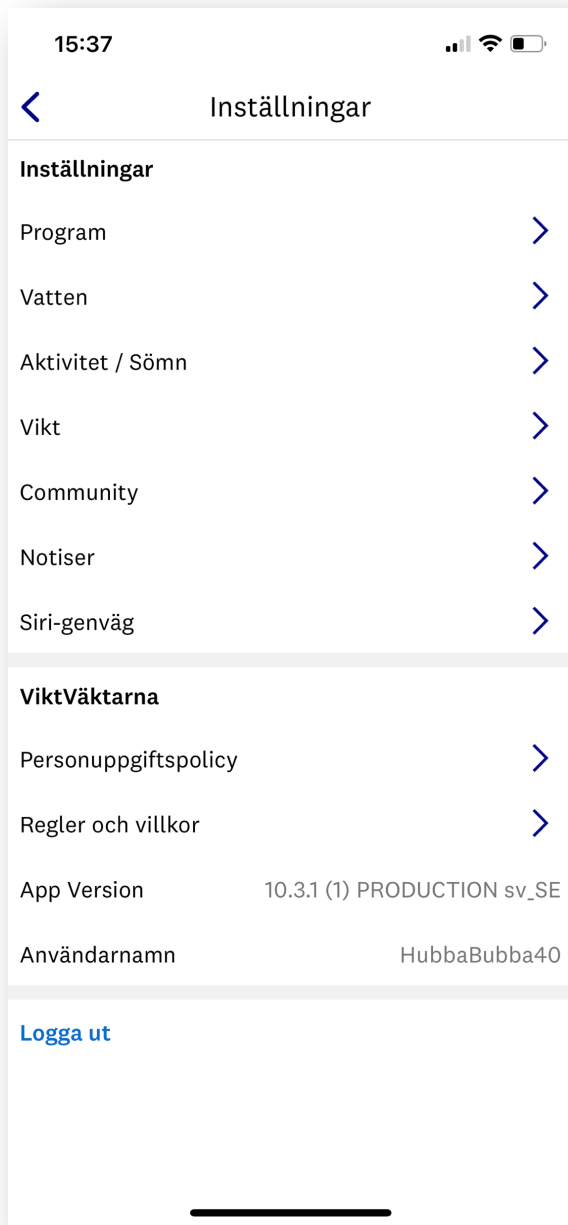 15:37
Inställningar
Inställningar
Program
Vatten
Aktivitet / Sömn
Vikt
Community
Notiser
Siri-genväg
ViktVäktarna
Personuppgiftspolicy
Regler och villkor
App Version 10.3.1 (1) PRODUCTION sv_SE
Användarnamn HubbaBubba40
Logga ut